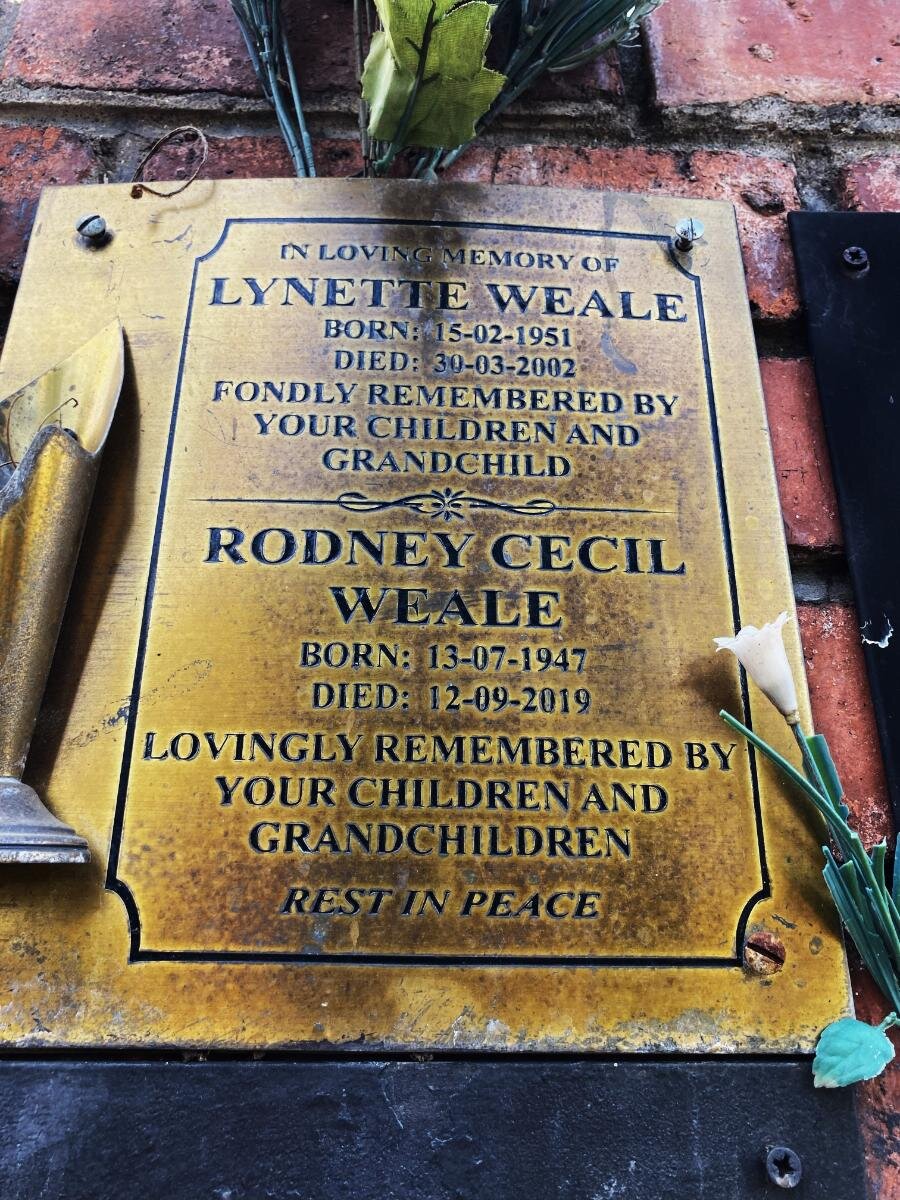 IN LOVING MEMORY OF
LYNETTE WEALE
BORN: 15-02-1951
DIED: 30-03-2002
FONDLY REMEMBERED BY
YOUR CHILDREN AND
GRANDCHILD
RODNEY CECIL
WEALE
BORN: 13-07-1947
DIED: 12-09-2019
LOVINGLY REMEMBERED BY
YOUR CHILDREN AND
GRANDCHILDREN
REST IN PEACE